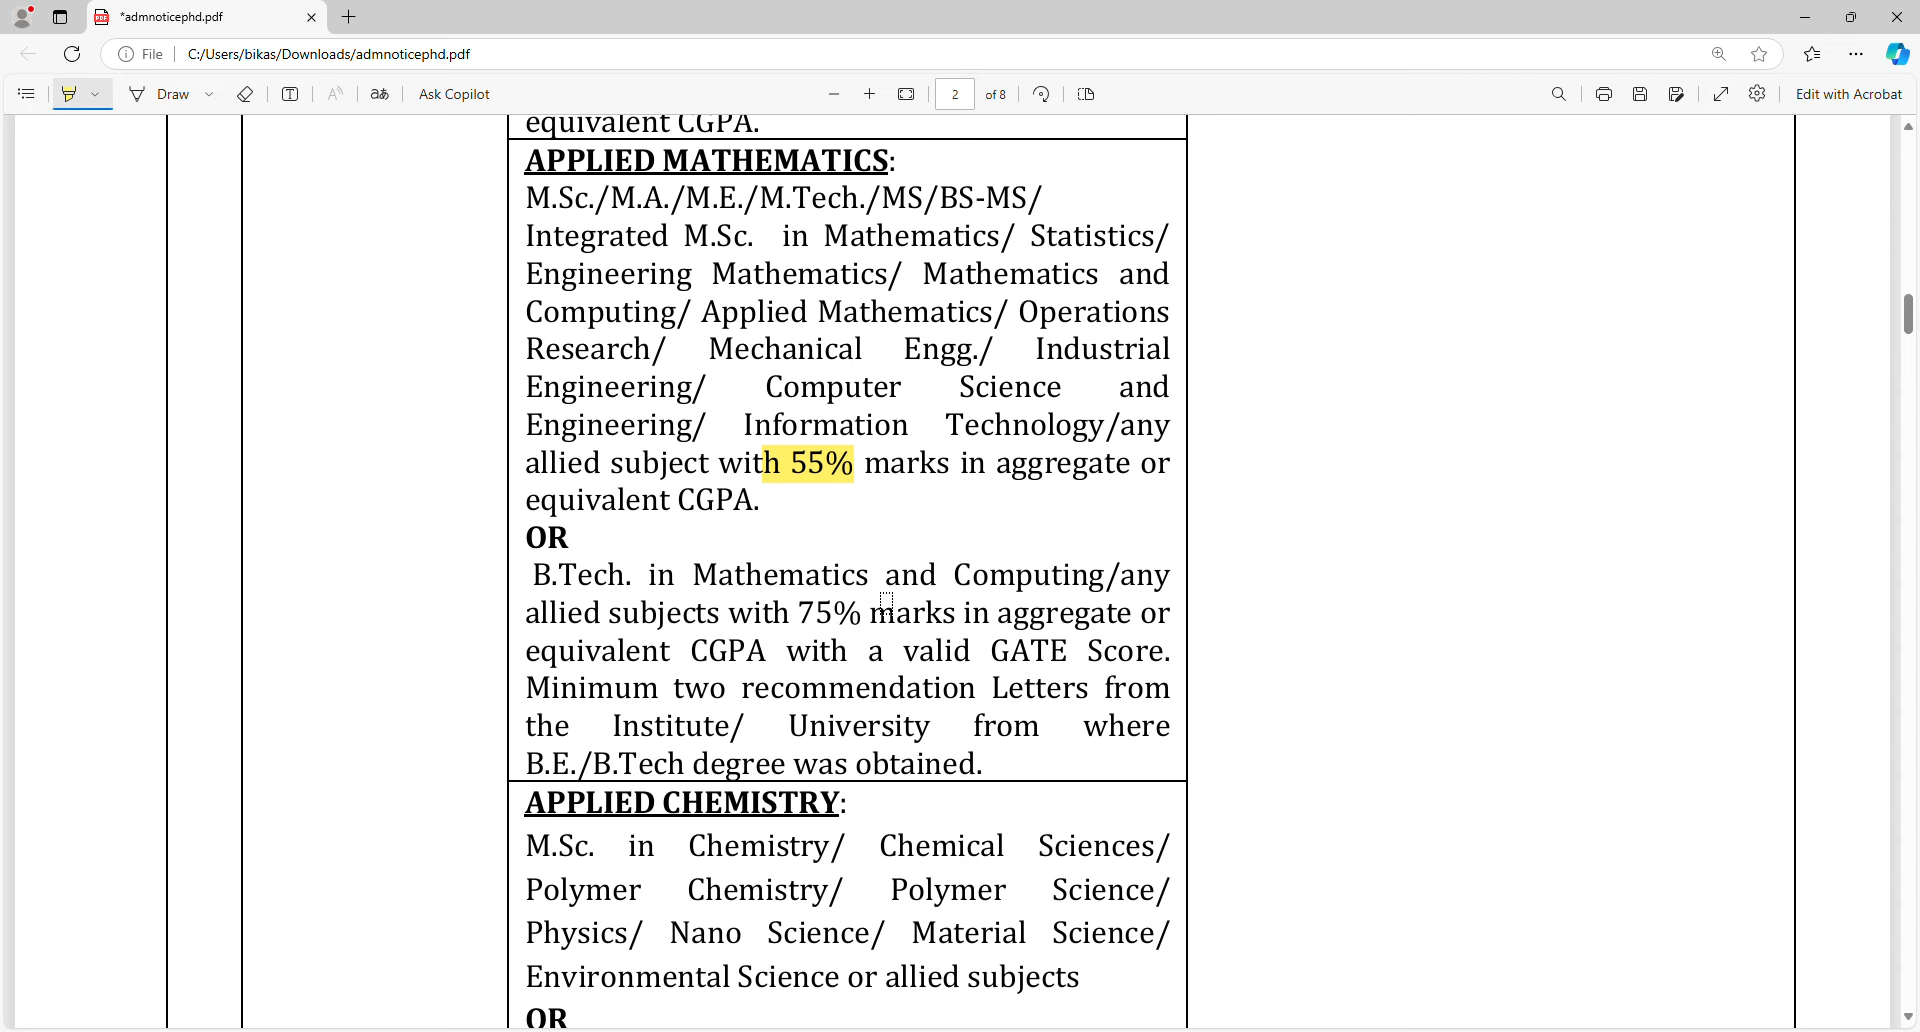 *admnoticephd.pdf
File
C:/Users/bikas/Downloads/admnoticephd.pdf
Draw
aあ
Ask Copilot
2 of 8
Edit with Acrobat
equivalent CGPA.
APPLIED MATHEMATICS:
M.Sc./M.A./M.E./M.Tech./MS/BS-MS/
Integrated M.Sc. in Mathematics/ Statistics/
Engineering Mathematics/ Mathematics and
Computing/ Applied Mathematics/ Operations
Research/ Mechanical Engg./ Industrial
Engineering/ Computer Science and
Engineering/ Information Technology/any
allied subject with 55% marks in aggregate or
equivalent CGPA.
OR
B.Tech. in Mathematics and Computing/any
allied subjects with 75% marks in aggregate or
equivalent CGPA with a valid GATE Score.
Minimum two recommendation Letters from
the Institute/ University from where
B.E./B.Tech degree was obtained.
APPLIED CHEMISTRY:
M.Sc. in Chemistry/ Chemical Sciences/
Polymer Chemistry/ Polymer Science/
Physics/ Nano Science/ Material Science/
Environmental Science or allied subjects
OR